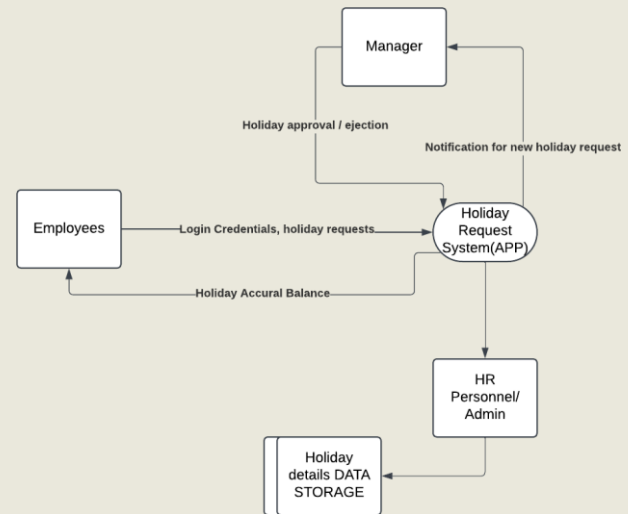 Manager
Holiday approval / ejection
Notification for new holiday request
Employees
Login Credentials, holiday requests
Holiday
Request
System(APP)
Holiday Accural Balance
HR
Personnel/
Admin
Holiday
details DATA
STORAGE